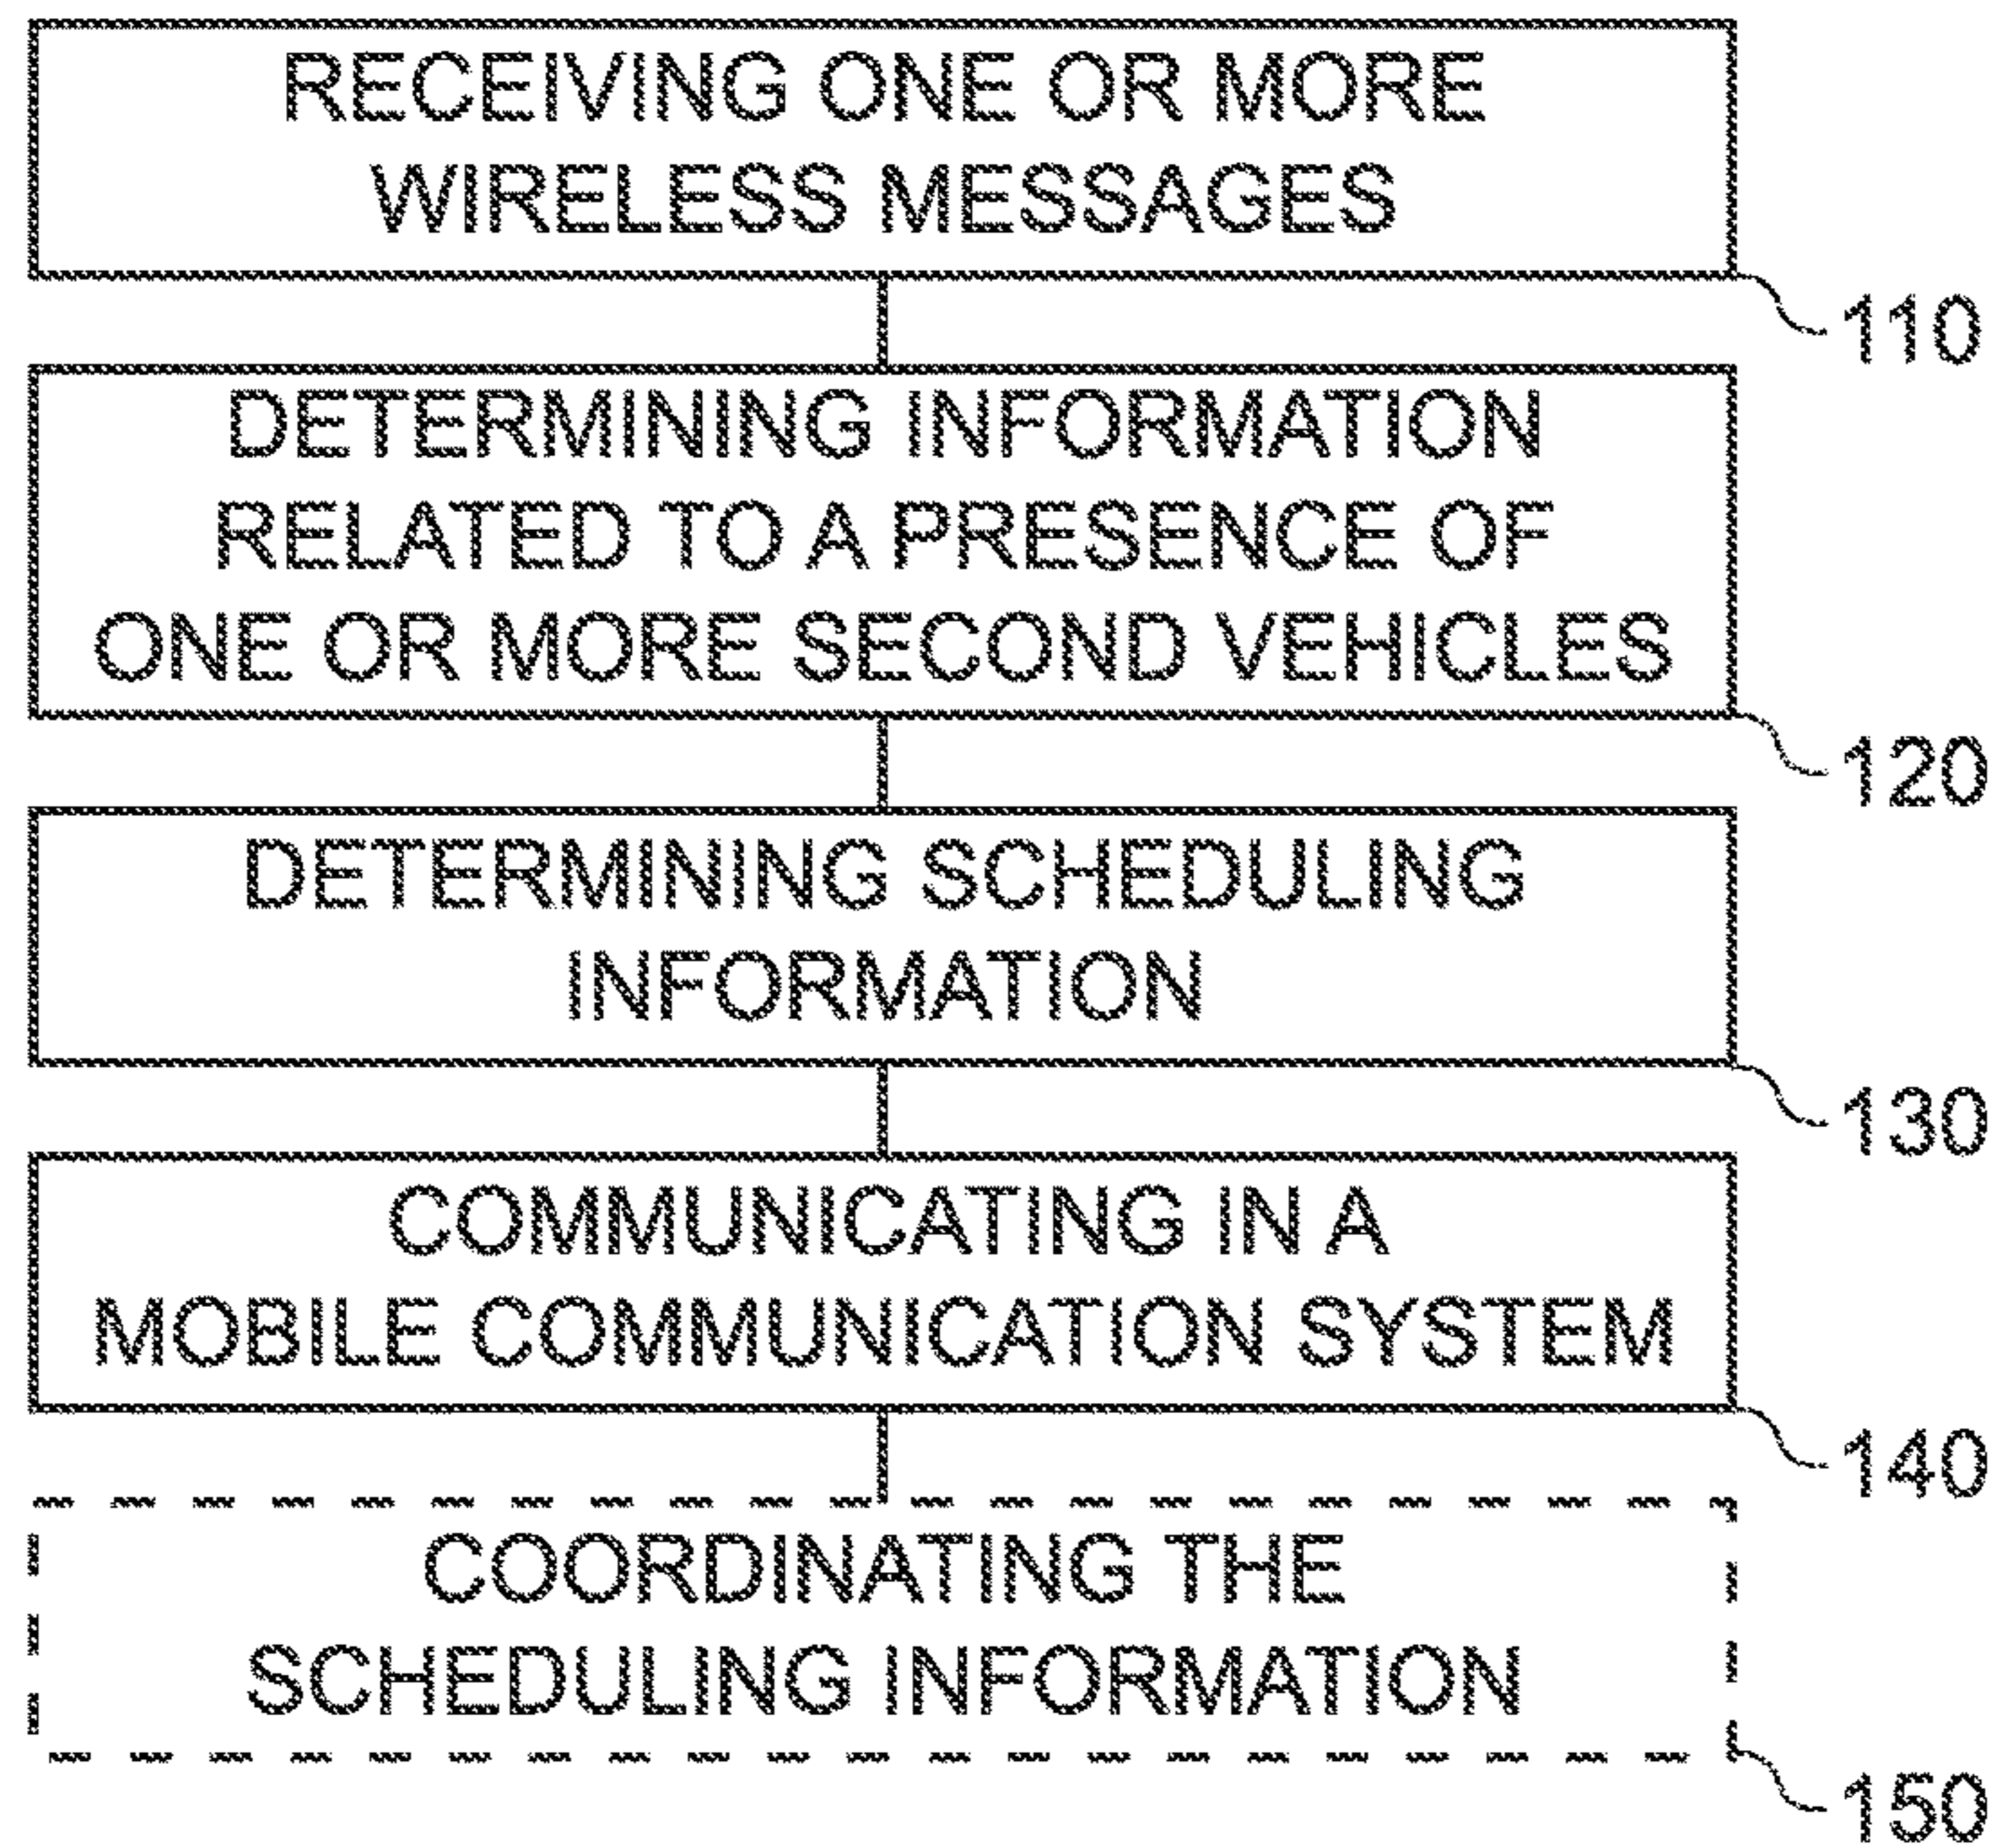 RECEIVING ONE OR MORE
WIRELESS MESSAGES
110
DETERMINING INFORMATION
RELATED TO A PRESENCE OF
ONE OR MORE SECOND VEHICLES
120
DETERMINING SCHEDULING
INFORMATION
130
COMMUNICATING IN A
MOBILE COMMUNICATION SYSTEM
140
COORDINATING THE
SCHEDULING INFORMATION
150